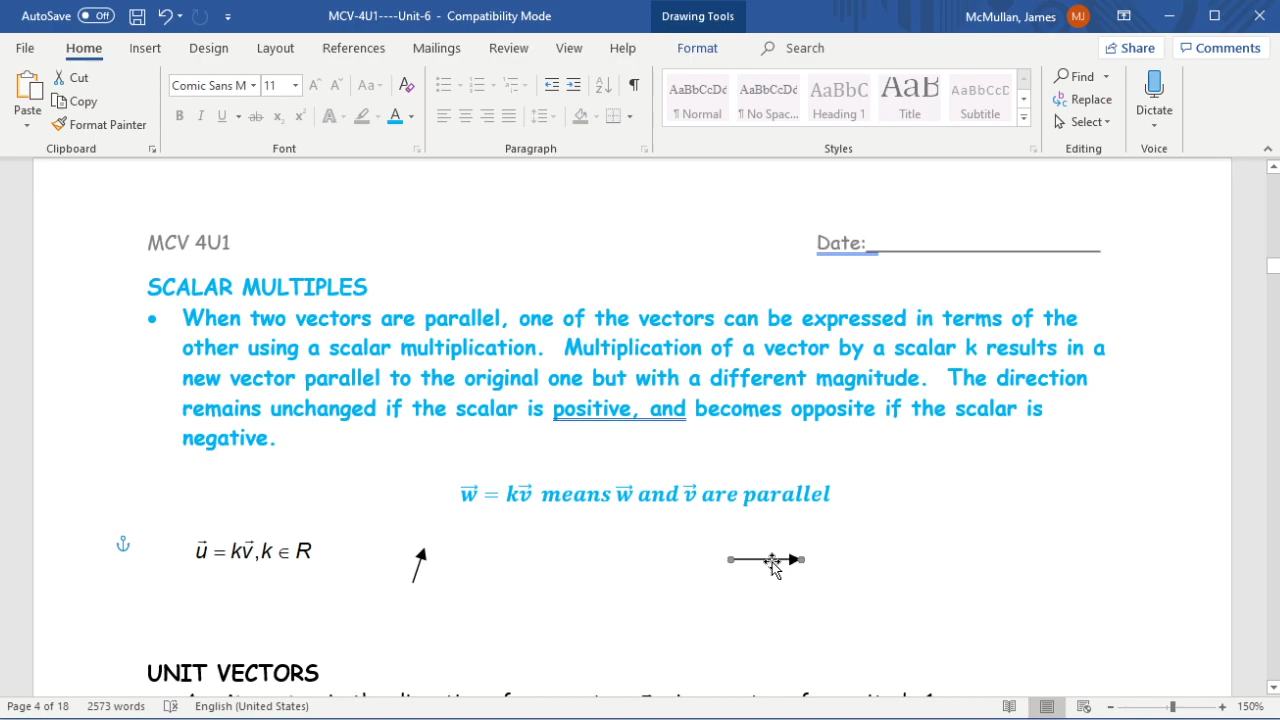 AutoSave Off MCV-4U1----Unit-6 - Compatibility Mode Drawing Tools McMullan, James MJ
File Home Insert Design Layout References Mailings Review View Help Format Search Share Comments
Paste Cut Copy Format Painter
Comic Sans M 11 Aa
AaBbCcDd AaBbCcDd AaBbC AaB AaBbCcD
¶ Normal ¶ No Spac... Heading 1 Title Subtitle
Find Replace Select Dictate
Clipboard Font Paragraph Styles Editing Voice
MCV 4U1 Date:_______________________
SCALAR MULTIPLES
• When two vectors are parallel, one of the vectors can be expressed in terms of the
other using a scalar multiplication. Multiplication of a vector by a scalar k results in a
new vector parallel to the original one but with a different magnitude. The direction
remains unchanged if the scalar is positive, and becomes opposite if the scalar is
negative.
w⃗ = kv⃗ means w⃗ and v⃗ are parallel
u⃗ = kv⃗,k ∈ R
UNIT VECTORS
Page 4 of 18 2573 words English (United States) 150%